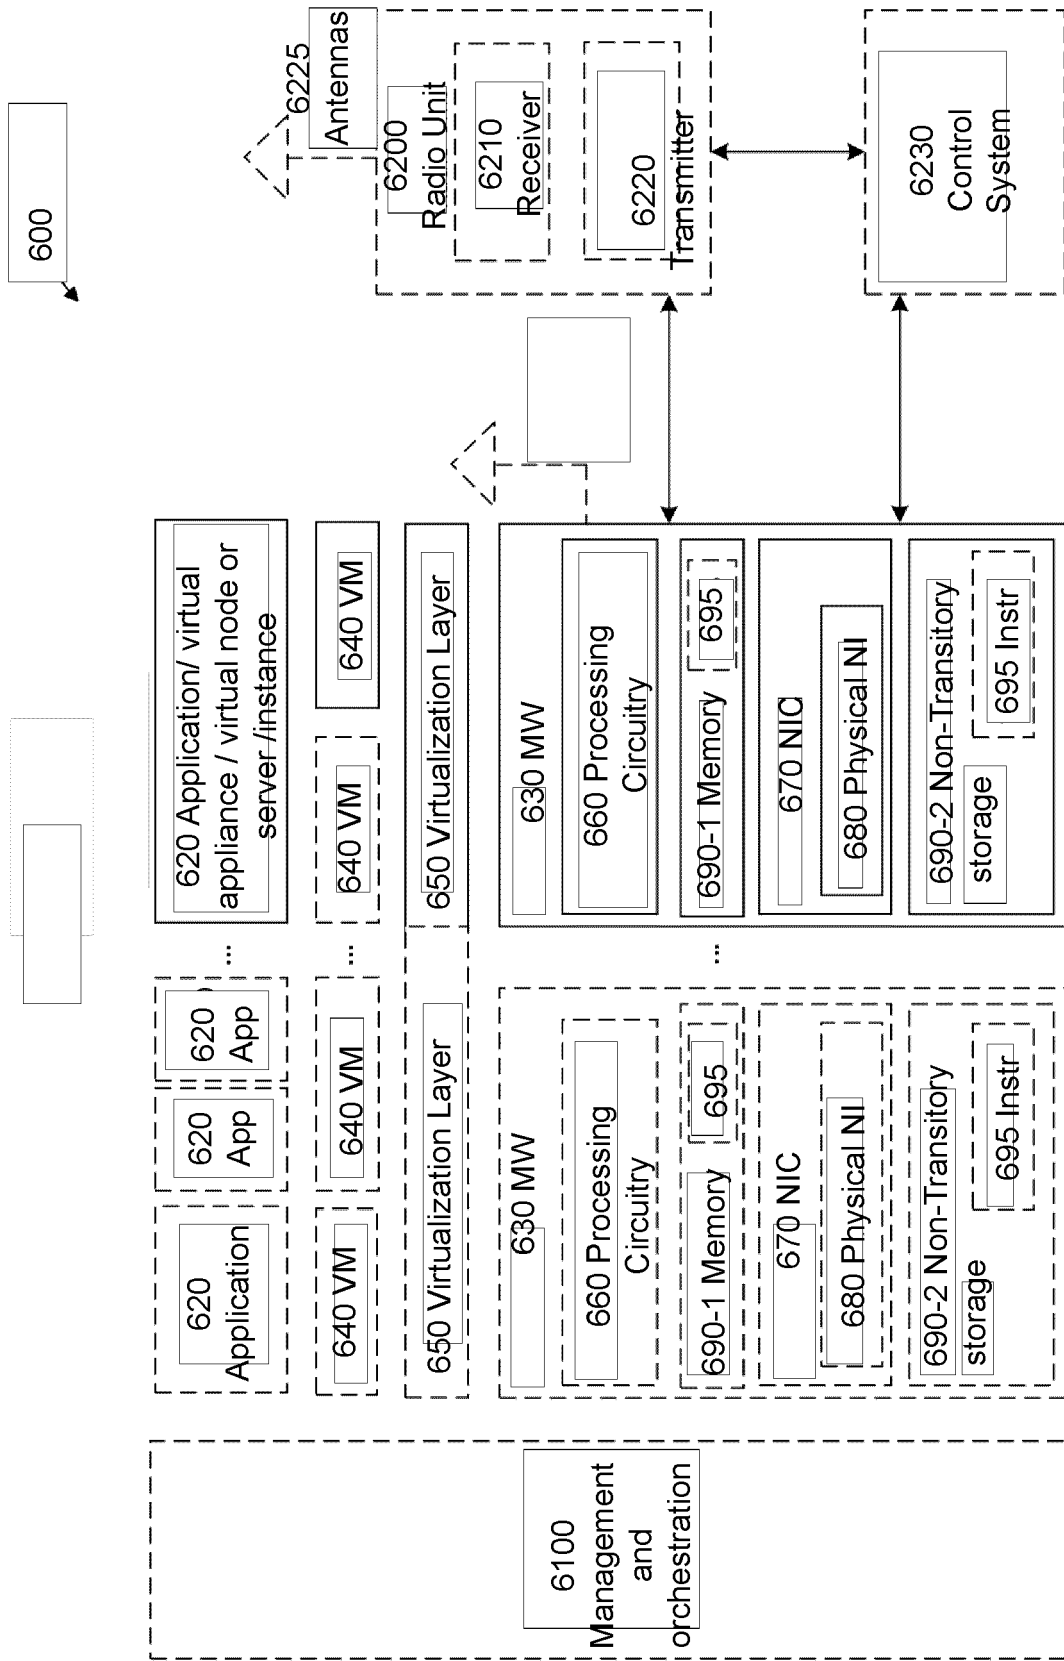 600
6225
Antennas
6200
Radio Unit
6210
Receiver
6220
Transmitter
6230
Control
System
620
Application
620
App
620
App
...
620 Application/ virtual
appliance / virtual node or
server /instance
640 VM
640 VM
...
640 VM
640 VM
650 Virtualization Layer
650 Virtualization Layer
630 MW
660 Processing
Circuitry
690-1 Memory
695
670 NIC
680 Physical NI
690-2 Non-Transitory
storage
695 Instr
...
630 MW
660 Processing
Circuitry
690-1 Memory
695
670 NIC
680 Physical NI
690-2 Non-Transitory
storage
695 Instr
6100
Management
and
orchestration